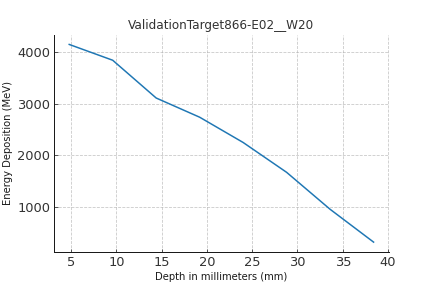 ValidationTarget866-E02__W20
Energy Deposition (MeV)
4000
3000
2000
1000
5 10 15 20 25 30 35 40
Depth in millimeters (mm)